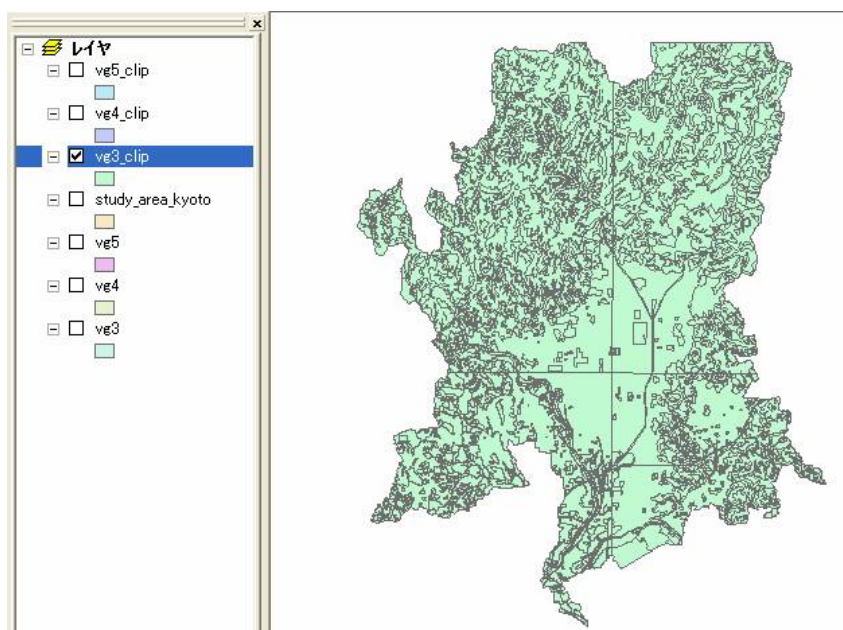 レイヤ
vg5_clip
vg4_clip
vg3_clip
study_area_kyoto
vg5
vg4
vg3